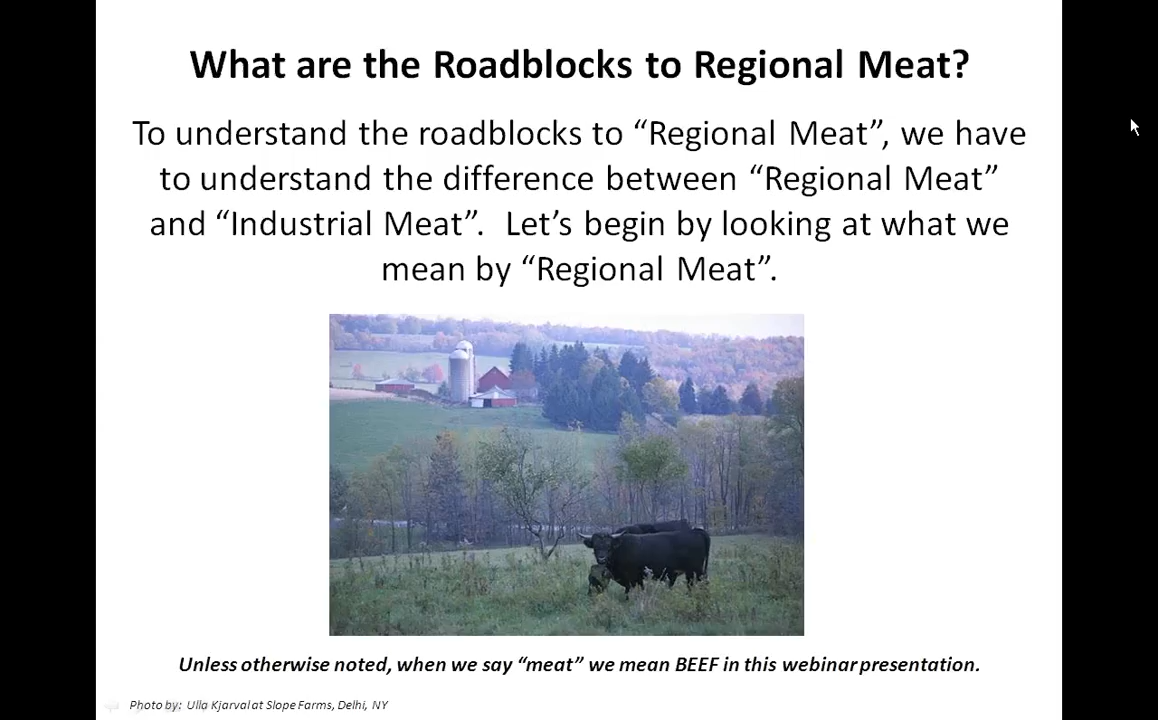 What are the Roadblocks to Regional Meat?
To understand the roadblocks to “Regional Meat”, we have
to understand the difference between “Regional Meat”
and “Industrial Meat”.  Let’s begin by looking at what we
mean by “Regional Meat”.
Unless otherwise noted, when we say “meat” we mean BEEF in this webinar presentation.
Photo by:  Ulla Kjarval at Slope Farms, Delhi, NY